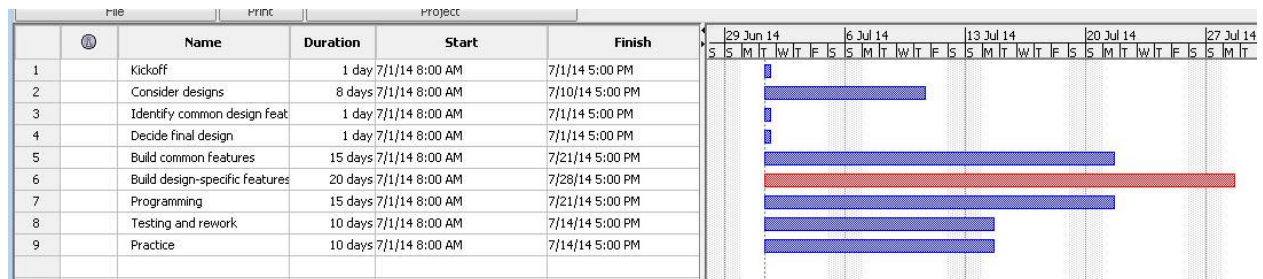 File Print Project
Name Duration Start Finish
29 Jun 14 6 Jul 14 13 Jul 14 20 Jul 14 27 Jul 14
S S M T W T F S S M T W T F S S M T W T F S S M T W T F S S M T
1 Kickoff 1 day 7/1/14 8:00 AM 7/1/14 5:00 PM
2 Consider designs 8 days 7/1/14 8:00 AM 7/10/14 5:00 PM
3 Identify common design feat 1 day 7/1/14 8:00 AM 7/1/14 5:00 PM
4 Decide final design 1 day 7/1/14 8:00 AM 7/1/14 5:00 PM
5 Build common features 15 days 7/1/14 8:00 AM 7/21/14 5:00 PM
6 Build design-specific features 20 days 7/1/14 8:00 AM 7/28/14 5:00 PM
7 Programming 15 days 7/1/14 8:00 AM 7/21/14 5:00 PM
8 Testing and rework 10 days 7/1/14 8:00 AM 7/14/14 5:00 PM
9 Practice 10 days 7/1/14 8:00 AM 7/14/14 5:00 PM